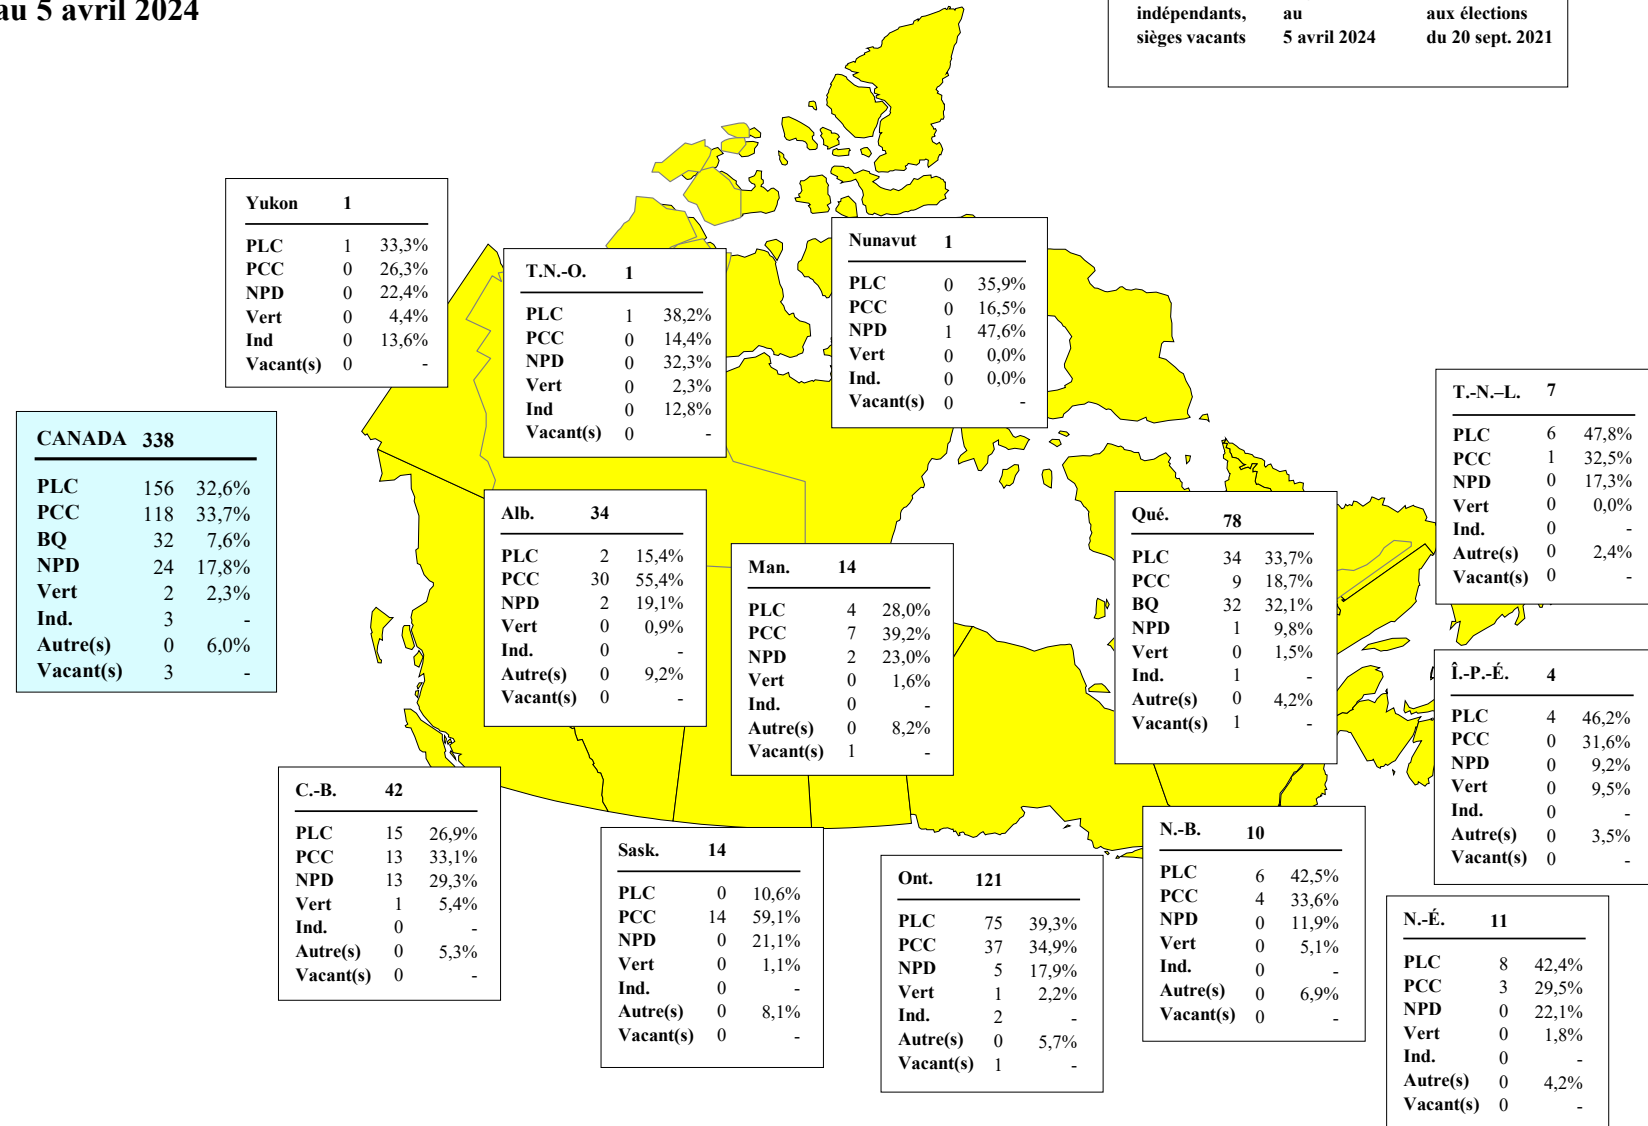 au 5 avril 2024
indépendants, au aux élections
sièges vacants 5 avril 2024 du 20 sept. 2021
Yukon 1
PLC 1 33,3%
PCC 0 26,3%
NPD 0 22,4%
Vert 0 4,4%
Ind 0 13,6%
Vacant(s) 0 -
T.N.-O. 1
PLC 1 38,2%
PCC 0 14,4%
NPD 0 32,3%
Vert 0 2,3%
Ind 0 12,8%
Vacant(s) 0 -
Nunavut 1
PLC 0 35,9%
PCC 0 16,5%
NPD 1 47,6%
Vert 0 0,0%
Ind. 0 0,0%
Vacant(s) 0 -
T.-N.–L. 7
PLC 6 47,8%
PCC 1 32,5%
NPD 0 17,3%
Vert 0 0,0%
Ind. 0 -
Autre(s) 0 2,4%
Vacant(s) 0 -
CANADA 338
PLC 156 32,6%
PCC 118 33,7%
BQ 32 7,6%
NPD 24 17,8%
Vert 2 2,3%
Ind. 3 -
Autre(s) 0 6,0%
Vacant(s) 3 -
Alb. 34
PLC 2 15,4%
PCC 30 55,4%
NPD 2 19,1%
Vert 0 0,9%
Ind. 0 -
Autre(s) 0 9,2%
Vacant(s) 0 -
Man. 14
PLC 4 28,0%
PCC 7 39,2%
NPD 2 23,0%
Vert 0 1,6%
Ind. 0 -
Autre(s) 0 8,2%
Vacant(s) 1 -
Qué. 78
PLC 34 33,7%
PCC 9 18,7%
BQ 32 32,1%
NPD 1 9,8%
Vert 0 1,5%
Ind. 1 -
Autre(s) 0 4,2%
Vacant(s) 1 -
Î.-P.-É. 4
PLC 4 46,2%
PCC 0 31,6%
NPD 0 9,2%
Vert 0 9,5%
Ind. 0 -
Autre(s) 0 3,5%
Vacant(s) 0 -
C.-B. 42
PLC 15 26,9%
PCC 13 33,1%
NPD 13 29,3%
Vert 1 5,4%
Ind. 0 -
Autre(s) 0 5,3%
Vacant(s) 0 -
Sask. 14
PLC 0 10,6%
PCC 14 59,1%
NPD 0 21,1%
Vert 0 1,1%
Ind. 0 -
Autre(s) 0 8,1%
Vacant(s) 0 -
Ont. 121
PLC 75 39,3%
PCC 37 34,9%
NPD 5 17,9%
Vert 1 2,2%
Ind. 2 -
Autre(s) 0 5,7%
Vacant(s) 1 -
N.-B. 10
PLC 6 42,5%
PCC 4 33,6%
NPD 0 11,9%
Vert 0 5,1%
Ind. 0 -
Autre(s) 0 6,9%
Vacant(s) 0 -
N.-É. 11
PLC 8 42,4%
PCC 3 29,5%
NPD 0 22,1%
Vert 0 1,8%
Ind. 0 -
Autre(s) 0 4,2%
Vacant(s) 0 -